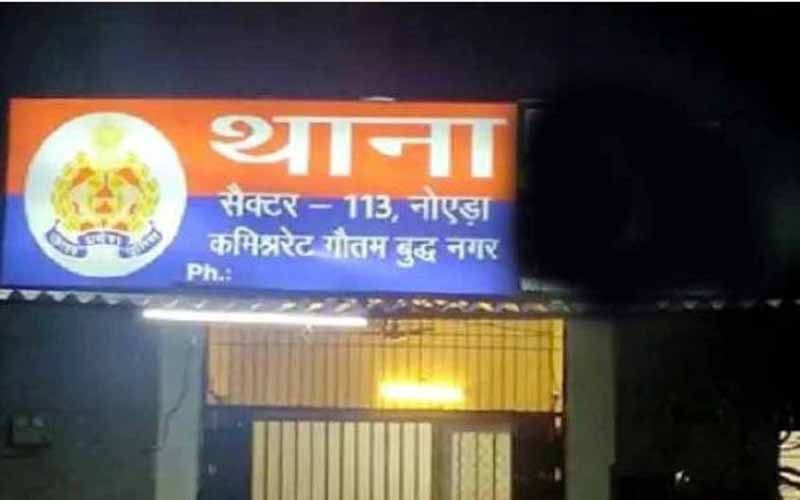 थाना
सैक्टर – 113, नोएड़ा
कमिश्नरेट गौतम बुद्ध नगर
Ph.: